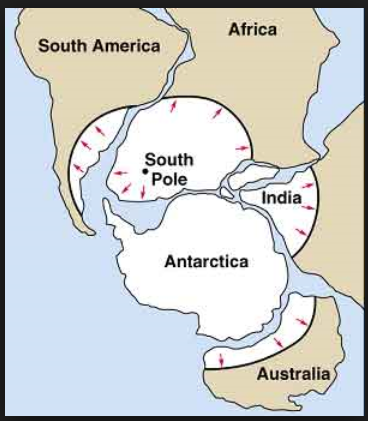 Africa
South America
South
Pole
India
Antarctica
Australia